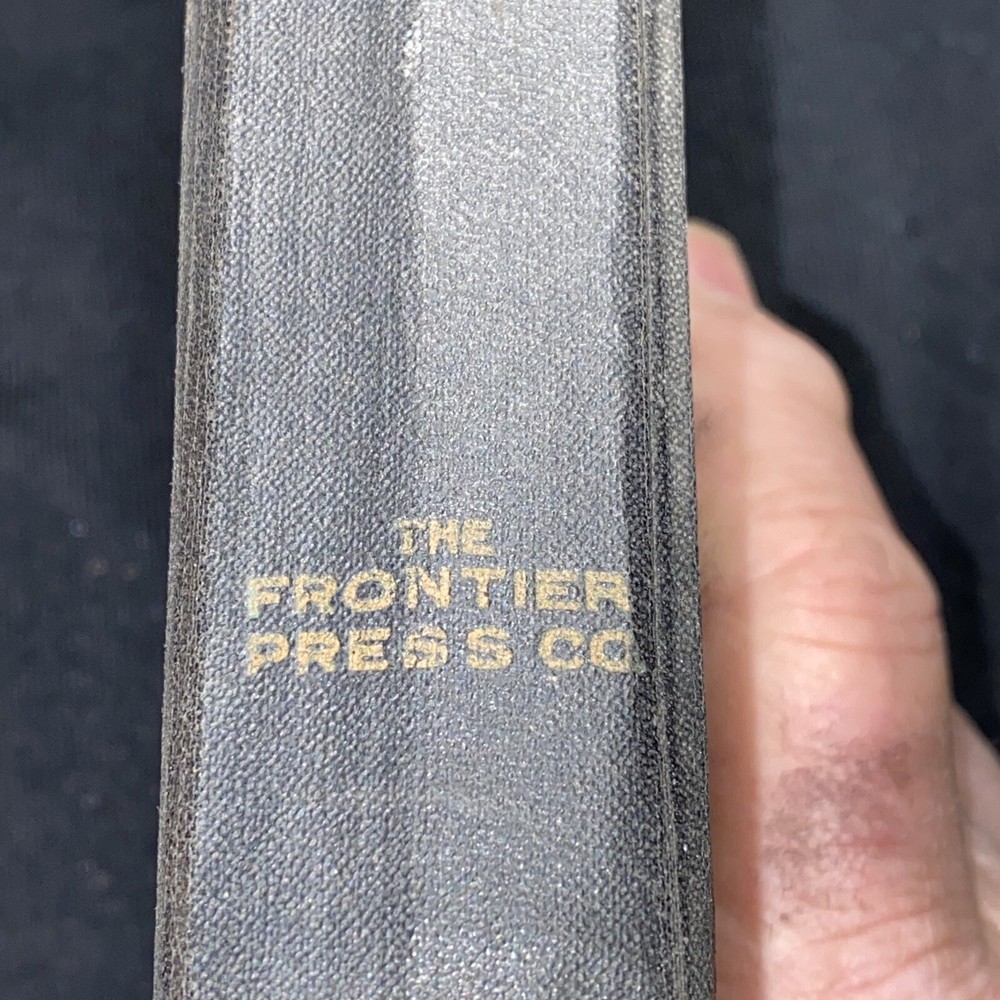 THE
FRONTIER
PRESS CO.